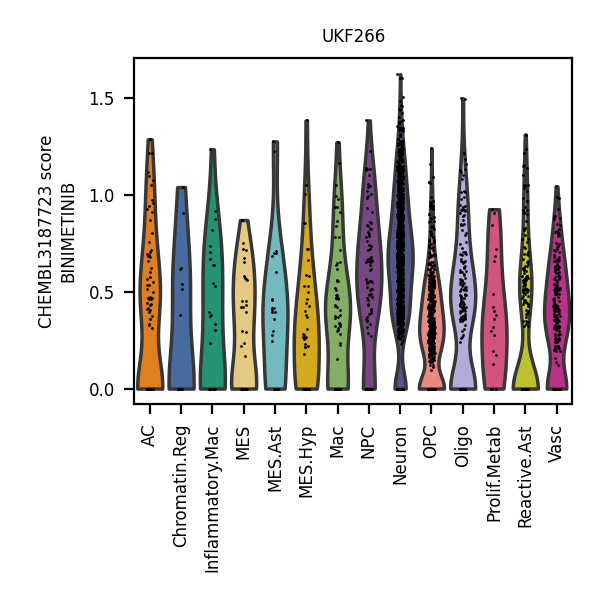 UKF266
CHEMBL3187723 score
BINIMETINIB
1.5
1.0
0.5
0.0
AC
Chromatin.Reg
Inflammatory.Mac
MES
MES.Ast
MES.Hyp
Mac
NPC
Neuron
OPC
Oligo
Prolif.Metab
Reactive.Ast
Vasc